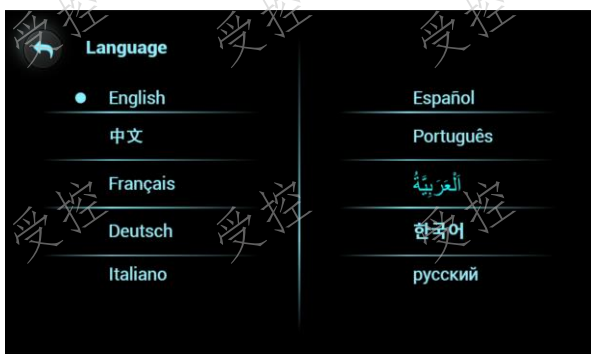 Language
English
中文
Français
Deutsch
Italiano
Español
Português
اَلْعَرَبِيَّةُ
한국어
русский
受控
受控
受控
受控
受控
受控